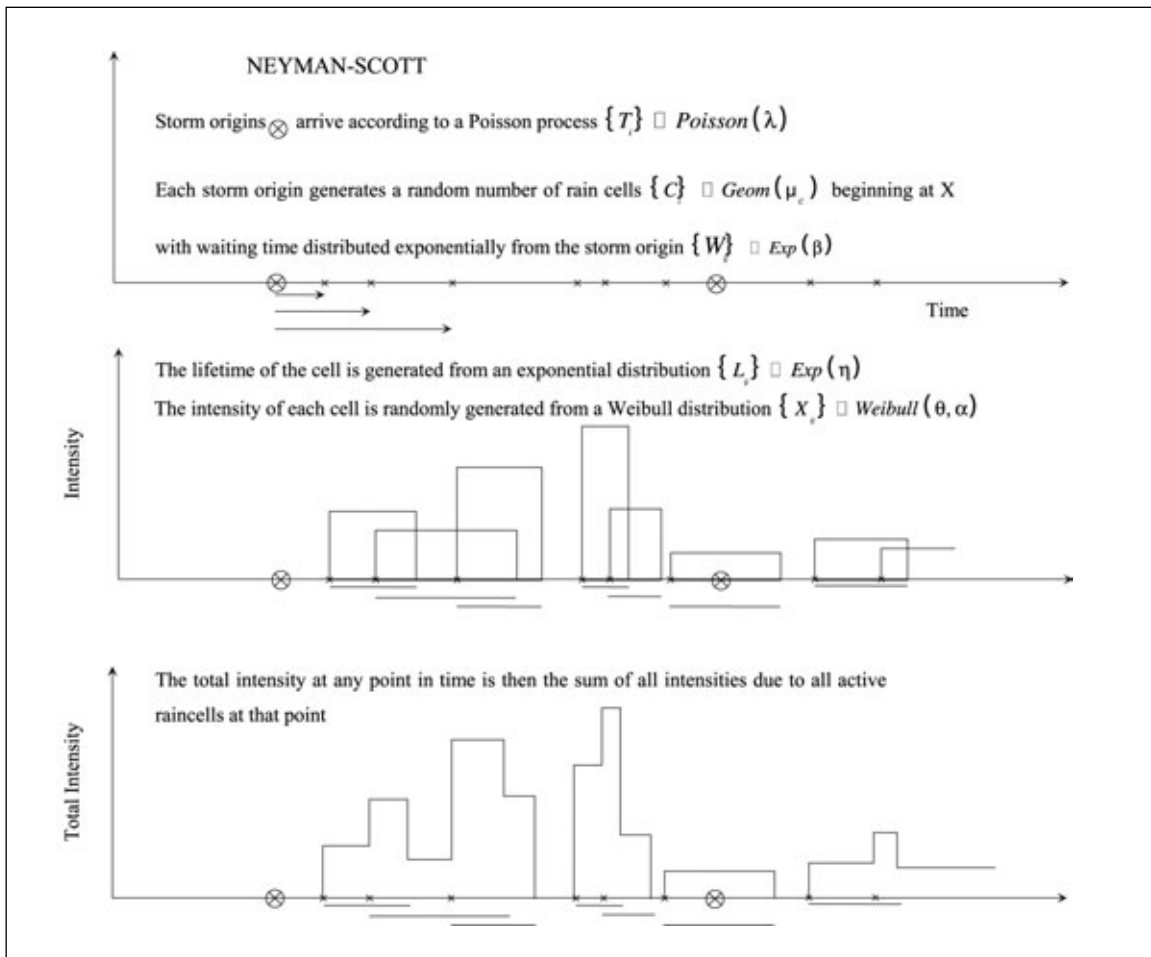 NEYMAN-SCOTT
Storm origins ⊗ arrive according to a Poisson process {T_i} □ Poisson(λ)
Each storm origin generates a random number of rain cells {C_i} □ Geom(μ_c) beginning at X
with waiting time distributed exponentially from the storm origin {W} □ Exp(β)
Time
The lifetime of the cell is generated from an exponential distribution {L} □ Exp(η)
The intensity of each cell is randomly generated from a Weibull distribution {X} □ Weibull(θ, α)
Intensity
The total intensity at any point in time is then the sum of all intensities due to all active
raincells at that point
Total Intensity